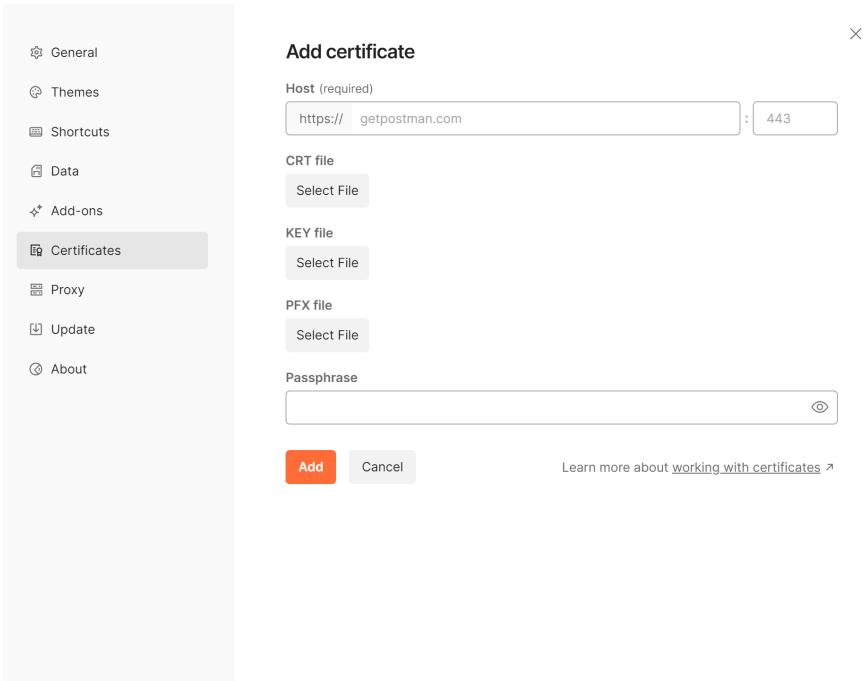 General
Themes
Shortcuts
Data
Add-ons
Certificates
Proxy
Update
About
Add certificate
Host (required)
https:// getpostman.com : 443
CRT file
Select File
KEY file
Select File
PFX file
Select File
Passphrase
Add Cancel Learn more about working with certificates ↗